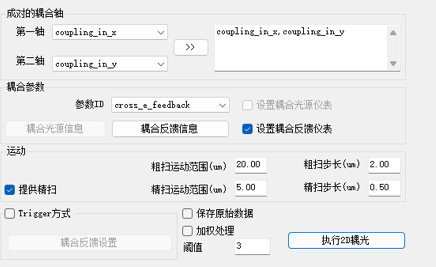 成对的耦合轴
第一轴 coupling_in_x
>>
coupling_in_x,coupling_in_y
第二轴 coupling_in_y
耦合参数
参数ID cross_e_feedback 设置耦合光源仪表
耦合光源信息 耦合反馈信息 设置耦合反馈仪表
运动
粗扫运动范围(um) 20.00 粗扫步长(um) 2.00
提供精扫 精扫运动范围(um) 5.00 精扫步长(um) 0.50
Trigger方式 保存原始数据
加权处理
耦合反馈设置 阈值 3 执行2D耦光